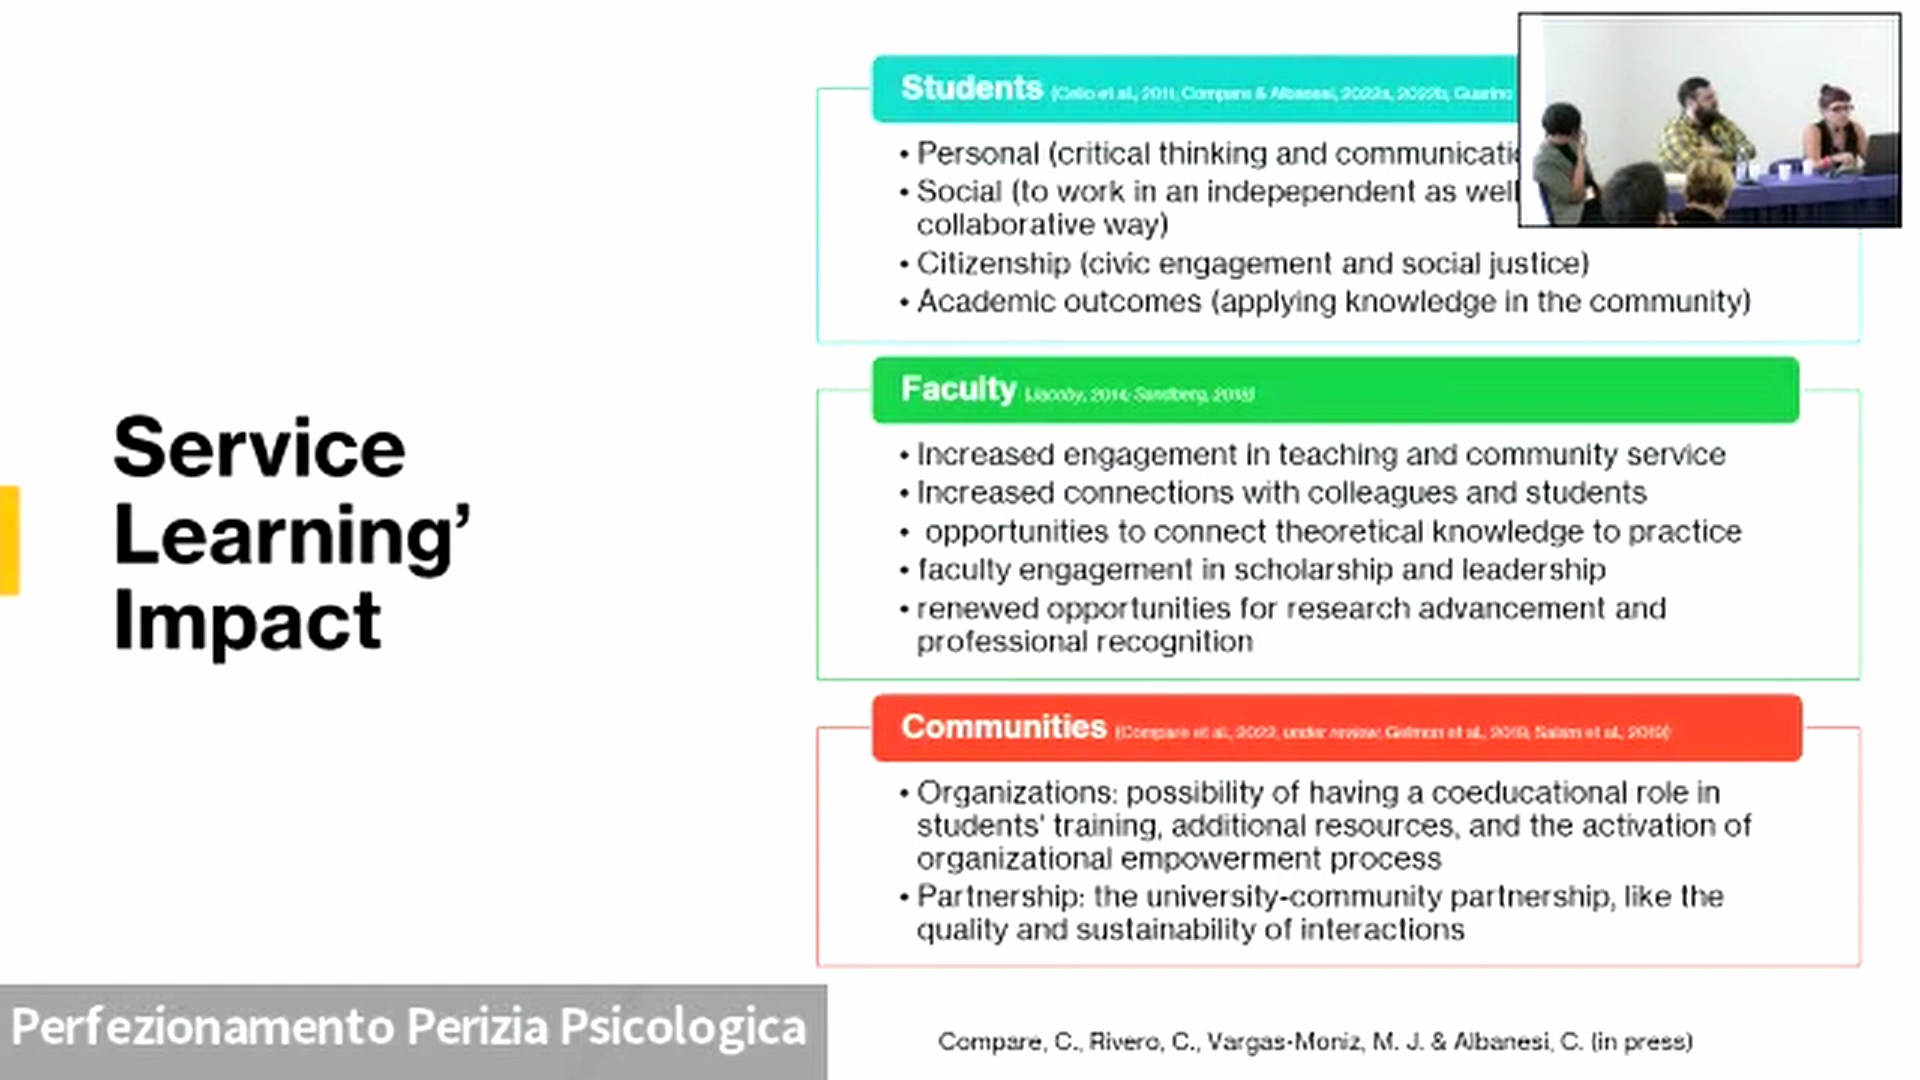 Service
Learning’
Impact
Students (Celio et al., 2011, Compare & Albanesi, 2022a, 2022b, Guarino
• Personal (critical thinking and
• Social (to work in an indepependent as well
collaborative way)
• Citizenship (civic engagement and social justice)
• Academic outcomes (applying knowledge in the community)
Faculty (Jacoby, 2014; Sandberg, 2018)
• Increased engagement in teaching and community service
• Increased connections with colleagues and students
• opportunities to connect theoretical knowledge to practice
• faculty engagement in scholarship and leadership
• renewed opportunities for research advancement and
professional recognition
Communities (Compare et al., 2022, under review; Gelmon et al., Salam et al., 2019)
• Organizations: possibility of having a coeducational role in
students' training, additional resources, and the activation of
organizational empowerment process
• Partnership: the university-community partnership, like the
quality and sustainability of interactions
Perfezionamento Perizia Psicologica
Compare, C., Rivero, C., Vargas-Moniz, M. J. & Albanesi, C. (in press)